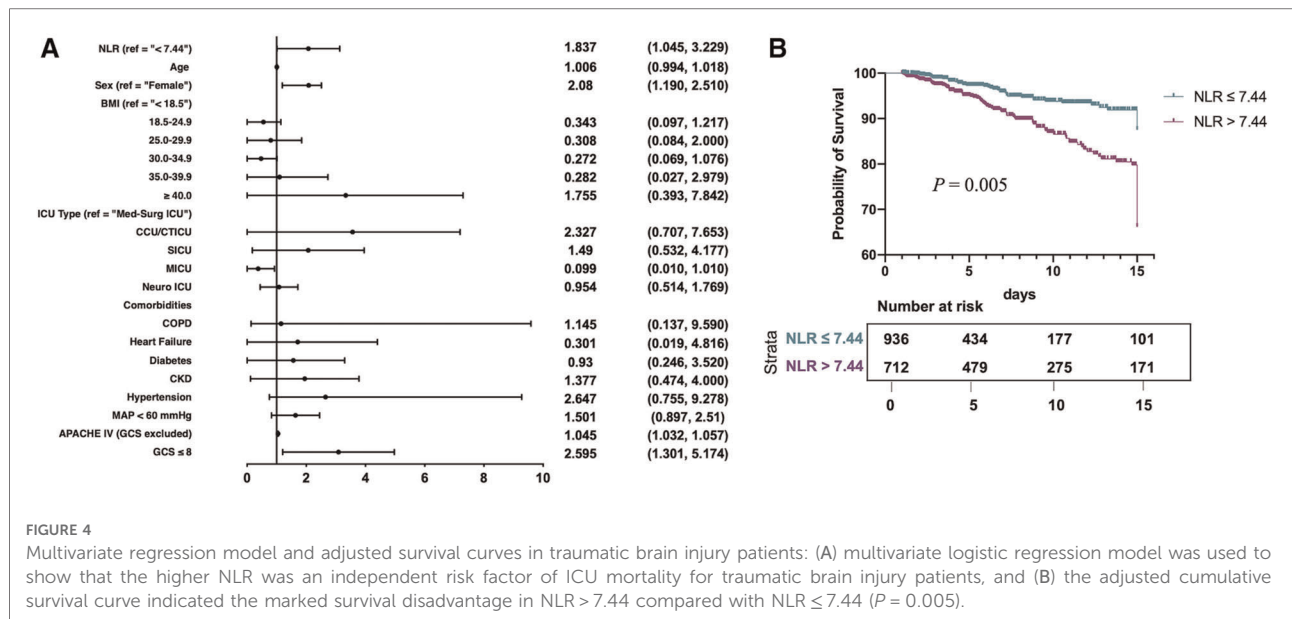 A
NLR (ref = "< 7.44") 1.837 (1.045, 3.229)
Age 1.006 (0.994, 1.018)
Sex (ref = "Female") 2.08 (1.190, 2.510)
BMI (ref = "< 18.5")
18.5-24.9 0.343 (0.097, 1.217)
25.0-29.9 0.308 (0.084, 2.000)
30.0-34.9 0.272 (0.069, 1.076)
35.0-39.9 0.282 (0.027, 2.979)
≥ 40.0 1.755 (0.393, 7.842)
ICU Type (ref = "Med-Surg ICU")
CCU/CTICU 2.327 (0.707, 7.653)
SICU 1.49 (0.532, 4.177)
MICU 0.099 (0.010, 1.010)
Neuro ICU 0.954 (0.514, 1.769)
Comorbidities
COPD 1.145 (0.137, 9.590)
Heart Failure 0.301 (0.019, 4.816)
Diabetes 0.93 (0.246, 3.520)
CKD 1.377 (0.474, 4.000)
Hypertension 2.647 (0.755, 9.278)
MAP < 60 mmHg 1.501 (0.897, 2.51)
APACHE IV (GCS excluded) 1.045 (1.032, 1.057)
GCS ≤ 8 2.595 (1.301, 5.174)
0 2 4 6 8 10
B
Probability of Survival
100
90
80
70
60
0 5 10 15
days
P = 0.005
NLR ≤ 7.44
NLR > 7.44
Number at risk
Strata
NLR ≤ 7.44 936 434 177 101
NLR > 7.44 712 479 275 171
0 5 10 15
FIGURE 4
Multivariate regression model and adjusted survival curves in traumatic brain injury patients: (A) multivariate logistic regression model was used to
show that the higher NLR was an independent risk factor of ICU mortality for traumatic brain injury patients, and (B) the adjusted cumulative
survival curve indicated the marked survival disadvantage in NLR > 7.44 compared with NLR ≤ 7.44 (P = 0.005).